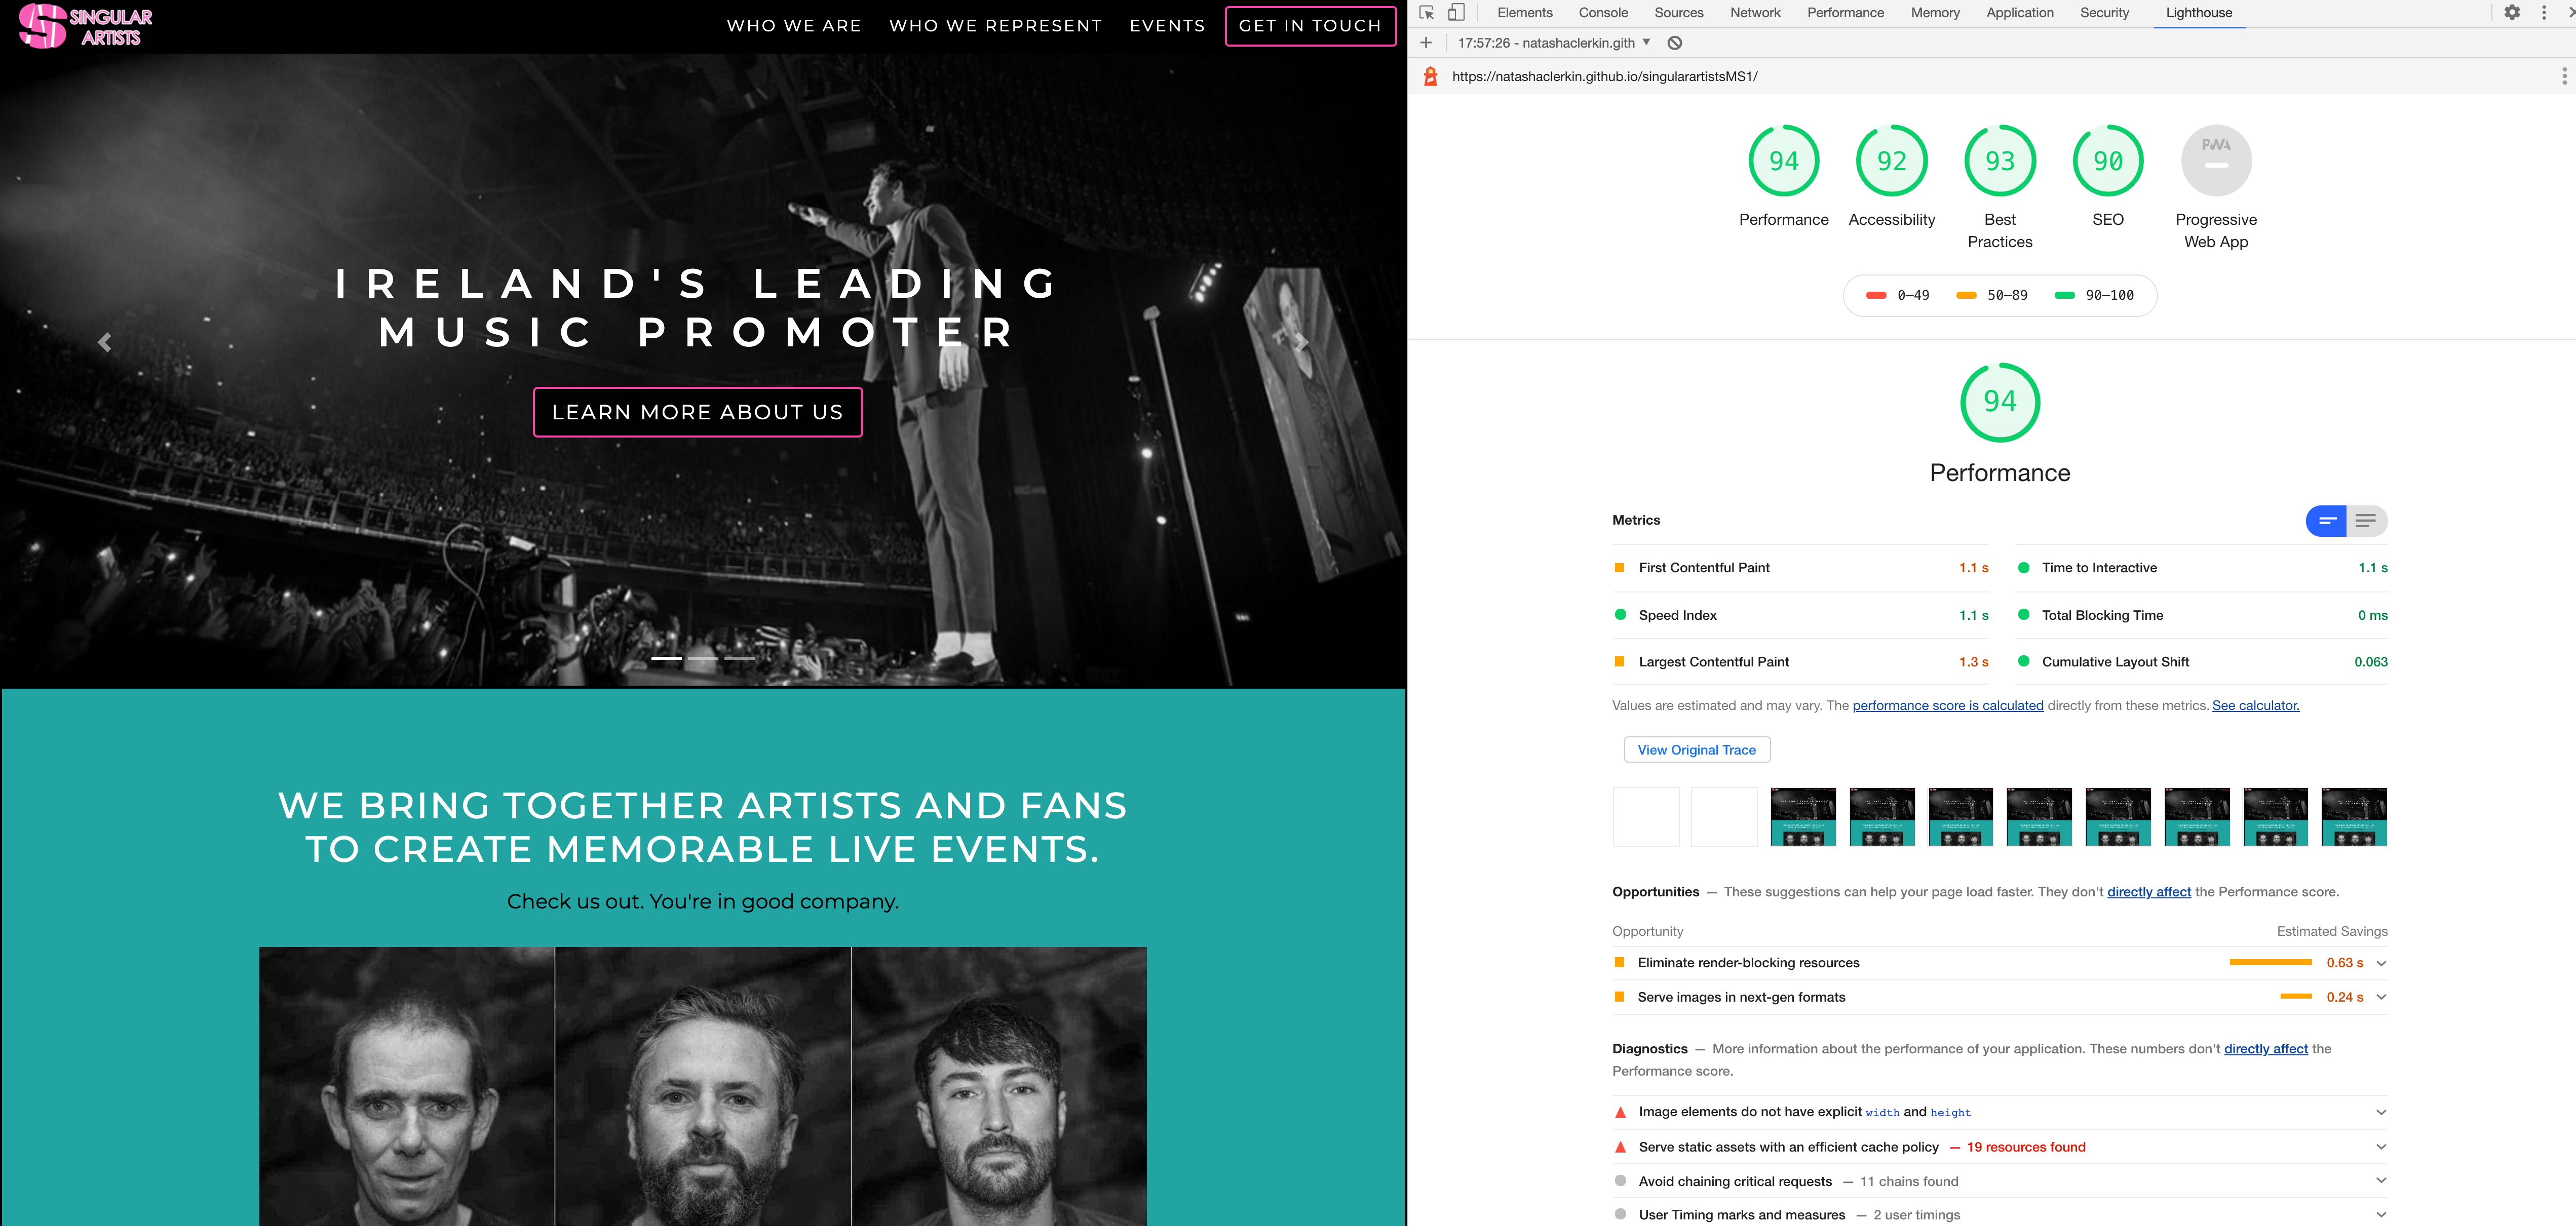 SINGULAR
ARTISTS
WHO WE ARE WHO WE REPRESENT EVENTS GET IN TOUCH
IRELAND'S LEADING
MUSIC PROMOTER
LEARN MORE ABOUT US
WE BRING TOGETHER ARTISTS AND FANS
TO CREATE MEMORABLE LIVE EVENTS.
Check us out. You're in good company.
Elements Console Sources Network Performance Memory Application Security Lighthouse
17:57:26 - natashaclerkin.gith
https://natashaclerkin.github.io/singularartistsMS1/
94 92 93 90 PWA
Performance Accessibility Best Practices SEO Progressive Web App
0–49 50–89 90–100
94
Performance
Metrics
First Contentful Paint 1.1 s Time to Interactive 1.1 s
Speed Index 1.1 s Total Blocking Time 0 ms
Largest Contentful Paint 1.3 s Cumulative Layout Shift 0.063
Values are estimated and may vary. The performance score is calculated directly from these metrics. See calculator.
View Original Trace
Opportunities — These suggestions can help your page load faster. They don't directly affect the Performance score.
Opportunity Estimated Savings
Eliminate render-blocking resources 0.63 s
Serve images in next-gen formats 0.24 s
Diagnostics — More information about the performance of your application. These numbers don't directly affect the
Performance score.
Image elements do not have explicit width and height
Serve static assets with an efficient cache policy — 19 resources found
Avoid chaining critical requests — 11 chains found
User Timing marks and measures — 2 user timings